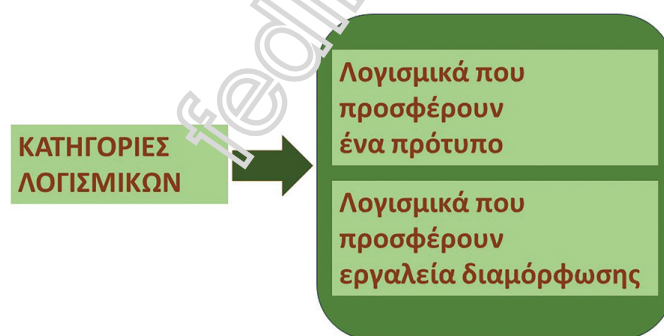 ΚΑΤΗΓΟΡΙΕΣ
ΛΟΓΙΣΜΙΚΩΝ
Λογισμικά που
προσφέρουν
ένα πρότυπο
Λογισμικά που
προσφέρουν
εργαλεία διαμόρφωσης